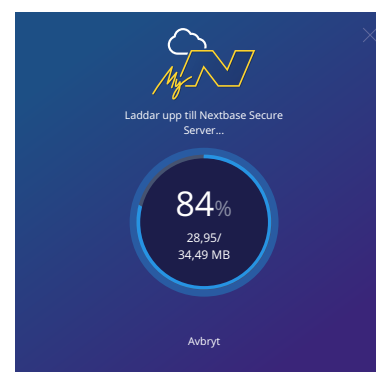 My N
Laddar upp till Nextbase Secure
Server...
84%
28,95/
34,49 MB
Avbryt